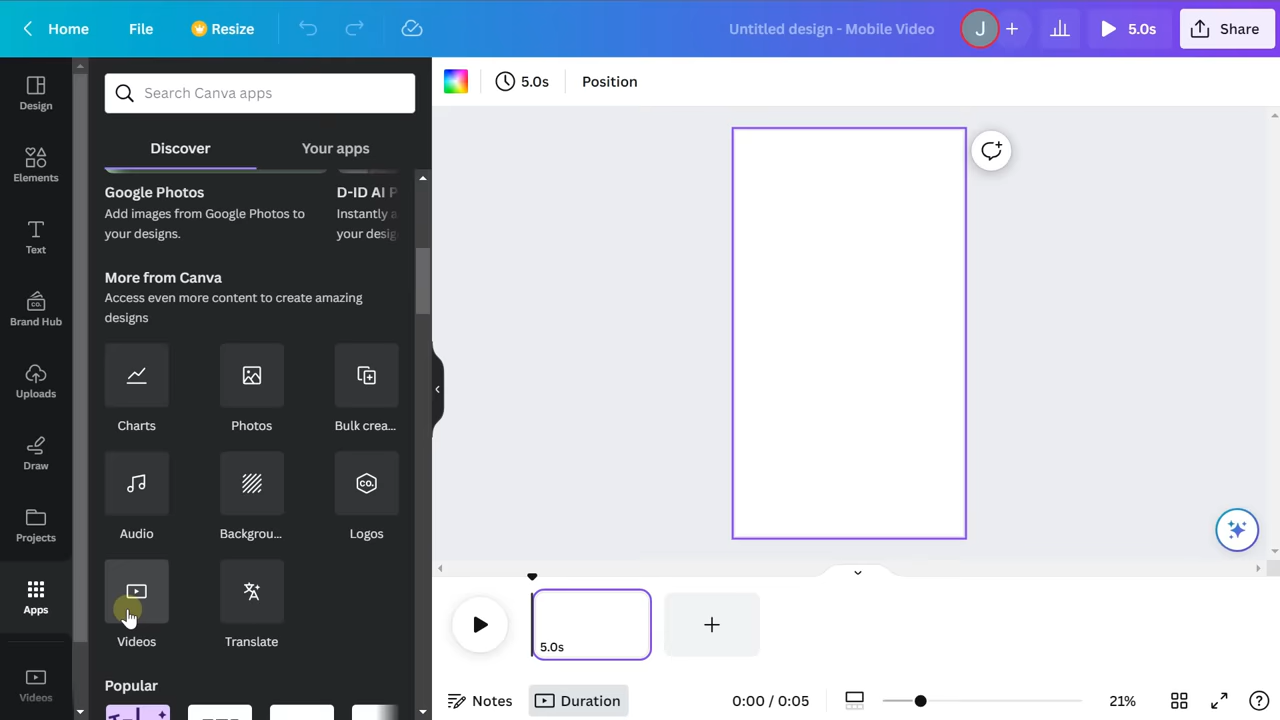 Home
File
Resize
Untitled design - Mobile Video
J
5.0s
Share
Design
Elements
Text
Brand Hub
Uploads
Draw
Projects
Apps
Videos
Search Canva apps
Discover
Your apps
Google Photos
Add images from Google Photos to
your designs.
D-ID AI P
Instantly a
your desig
More from Canva
Access even more content to create amazing
designs
Charts
Photos
Bulk crea...
Audio
Backgrou...
Logos
CO.
Videos
Translate
Popular
5.0s
Position
5.0s
Notes
Duration
0:00 / 0:05
21%